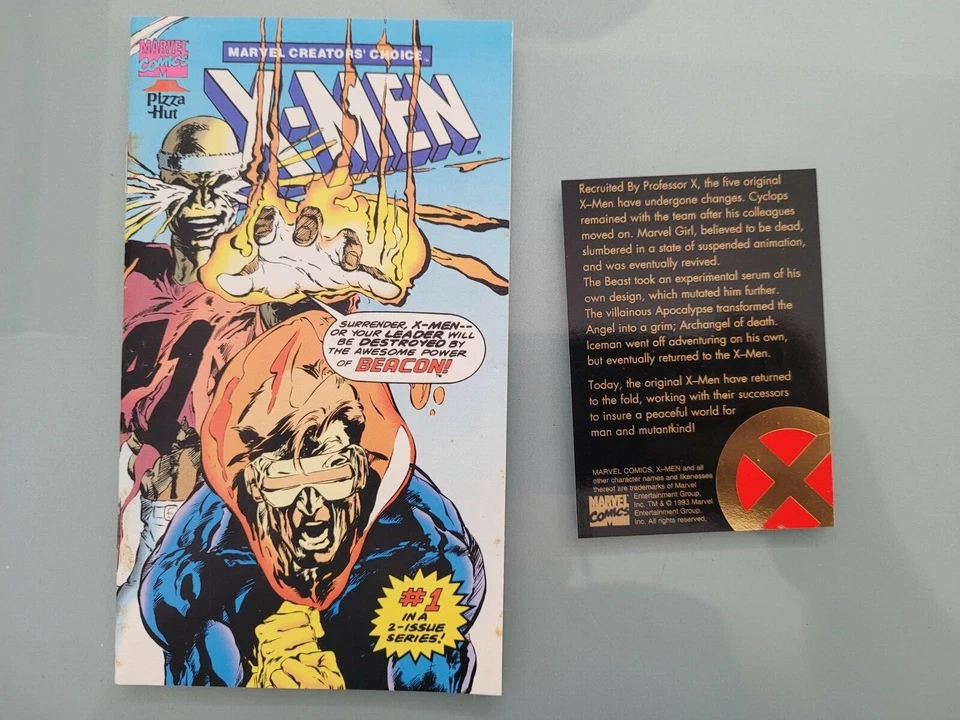 MARVEL COMICS
Pizza Hut
MARVEL CREATORS' CHOICE™
X-MEN®
SURRENDER, X-MEN--
OR YOUR LEADER WILL
BE DESTROYED BY
THE AWESOME POWER
OF BEACON!™
#1
IN A
2-ISSUE
SERIES!
Recruited By Professor X, the five original
X–Men have undergone changes. Cyclops
remained with the team after his colleagues
moved on. Marvel Girl, believed to be dead,
slumbered in a state of suspended animation,
and was eventually revived.
The Beast took an experimental serum of his
own design, which mutated him further.
The villainous Apocalypse transformed the
Angel into a grim; Archangel of death.
Iceman went off adventuring on his own,
but eventually returned to the X–Men.
Today, the original X–Men have returned
to the fold, working with their successors
to insure a peaceful world for
man and mutantkind!
MARVEL COMICS, X–MEN and all
other character names and likenesses
thereof are trademarks of Marvel
Entertainment Group,
Inc. TM & © 1993 Marvel
Entertainment Group,
Inc. All rights reserved.
MARVEL COMICS